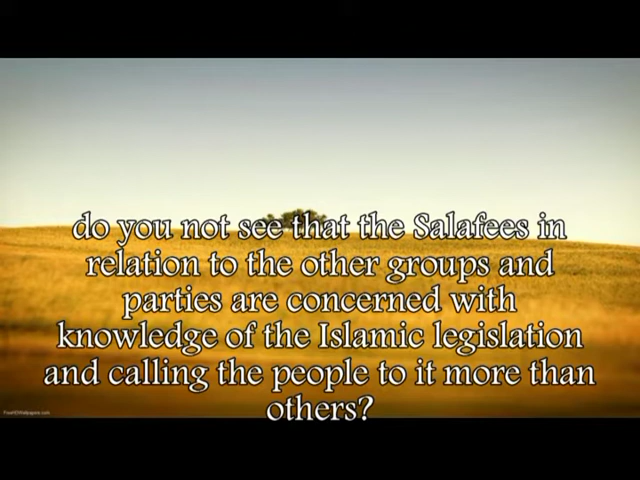 do you not see that the Salafees in
relation to the other groups and
parties are concerned with
knowledge of the Islamic legislation
and calling the people to it more than
others?